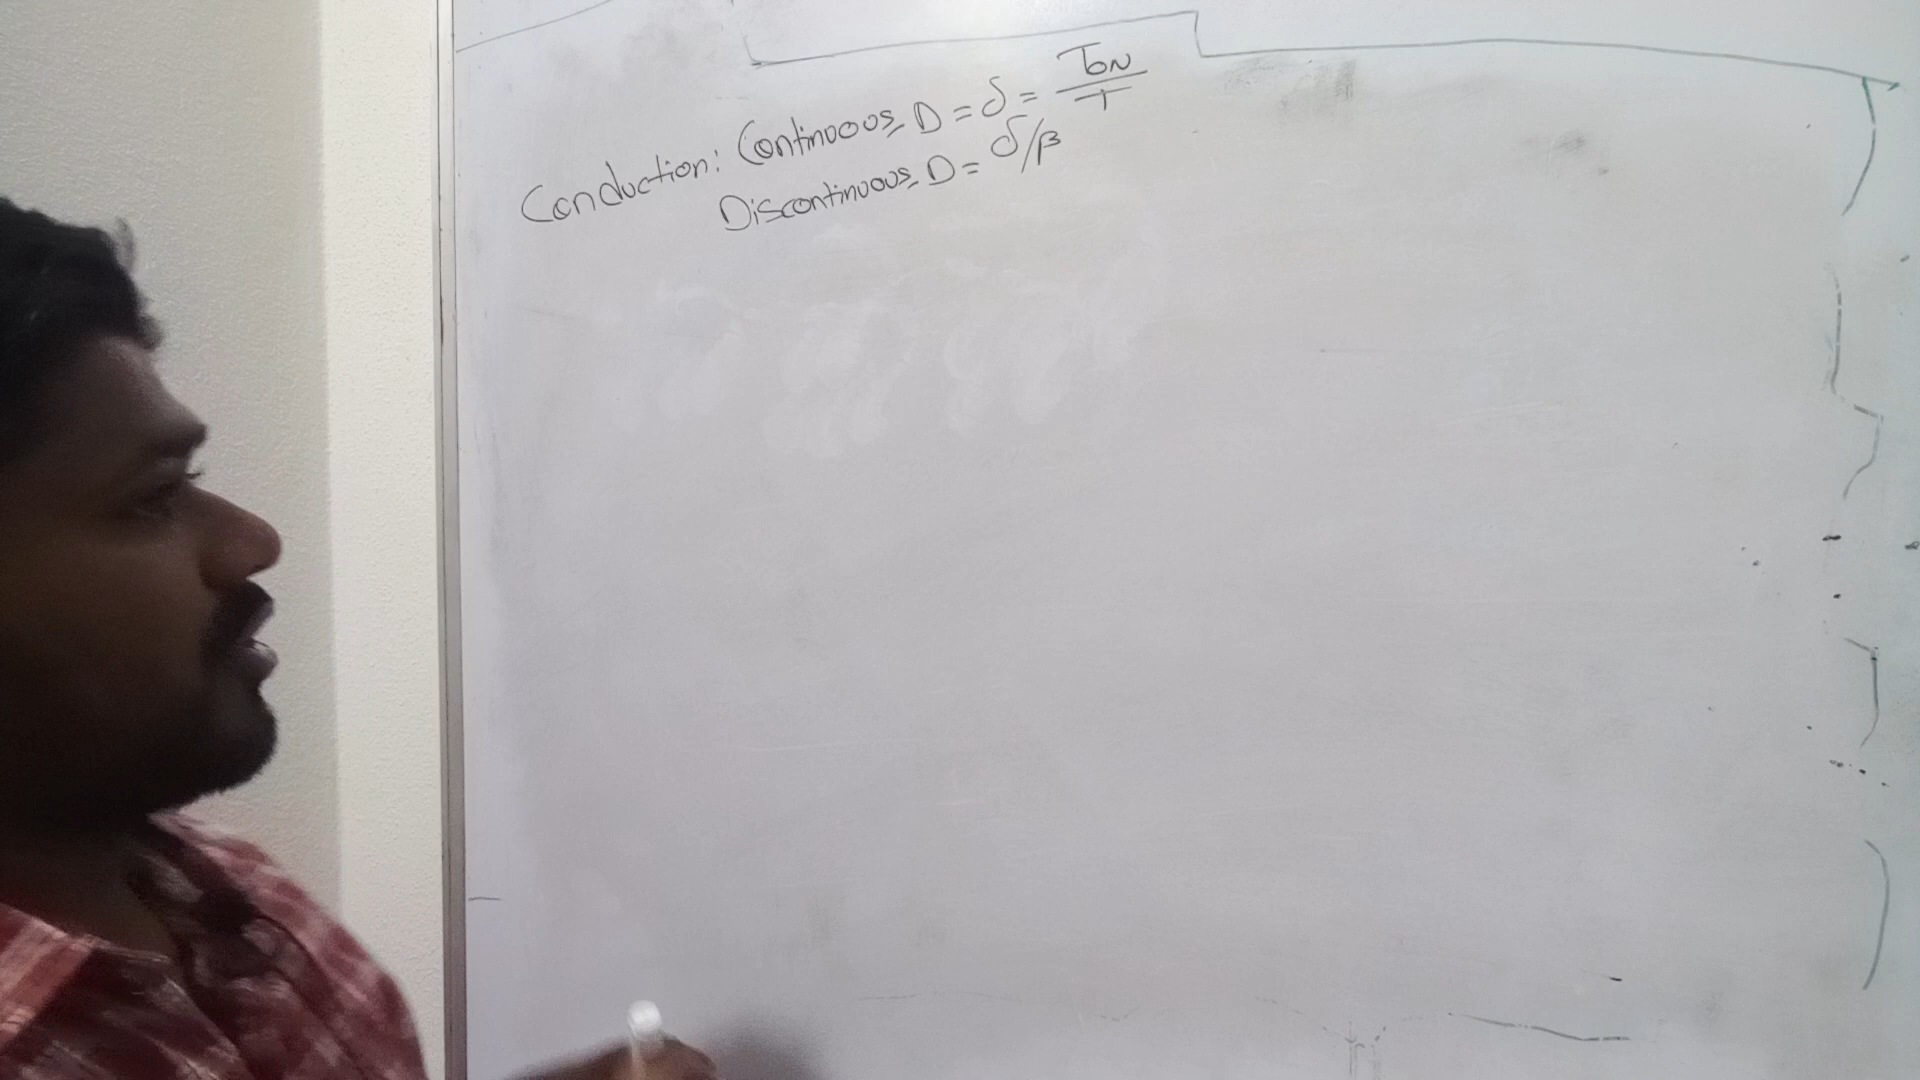 Conduction: Continuous, D = δ = TON/T
Discontinuous, D = δ/β